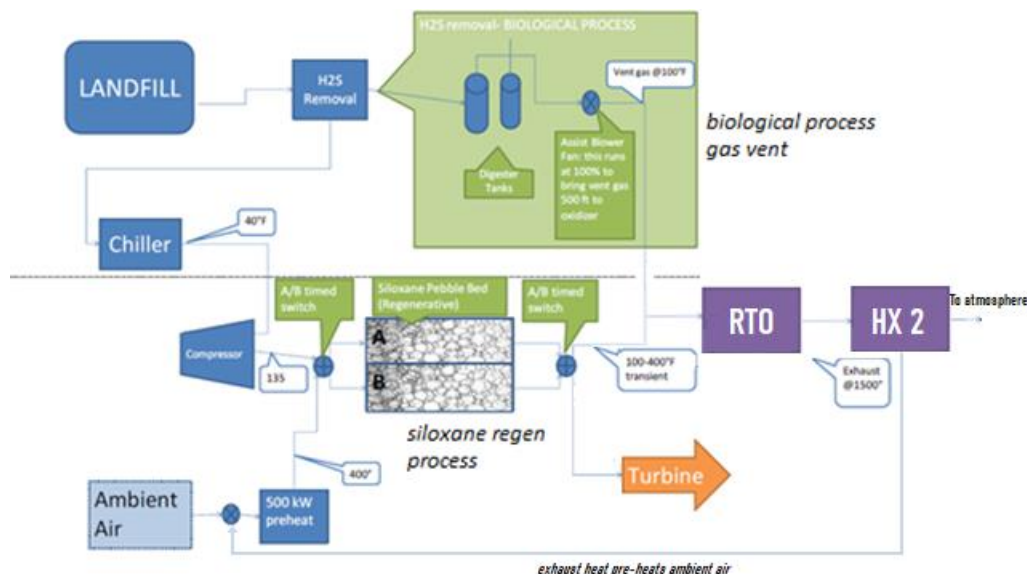 H2S removal- BIOLOGICAL PROCESS
LANDFILL
H2S
Removal
Vent gas @100°F
biological process
gas vent
Assist Blower
Fan: this runs
at 100% to
bring vent gas
500 ft to
oxidizer
Digester
Tanks
40°F
Chiller
A/B timed
switch
Siloxane Pebble Bed
(Regenerative)
A/B timed
switch
To atmosphere
RTO
HX 2
Compressor
A
B
135
100-400°F
transient
Exhaust
@1500°
siloxane regen
process
400°
Turbine
Ambient
Air
500 kW
preheat
exhaust heat pre-heats ambient air